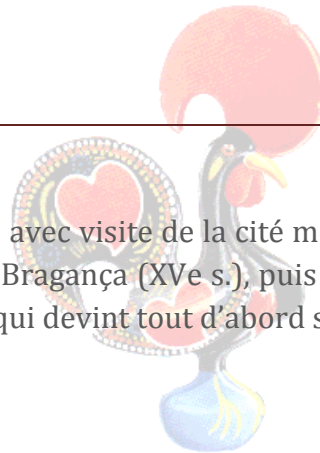 avec visite de la cité m
Bragança (XVe s.), puis
qui devint tout d'abord s